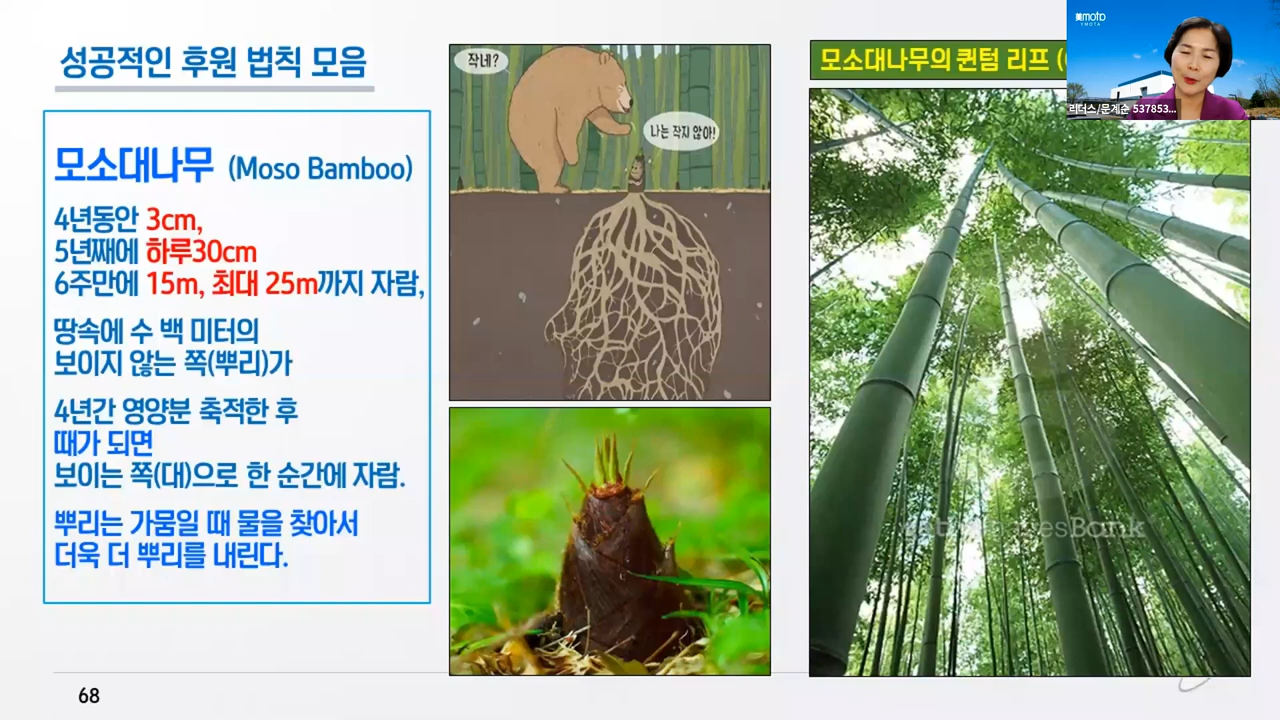 성공적인 후원 법칙 모음
모소대나무 (Moso Bamboo)
4년동안 3cm,
5년째에 하루30cm
6주만에 15m, 최대 25m까지 자람,
땅속에 수 백 미터의
보이지 않는 쪽(뿌리)가
4년간 영양분 축적한 후
때가 되면
보이는 쪽(대)으로 한 순간에 자람.
뿌리는 가뭄일 때 물을 찾아서
더욱 더 뿌리를 내린다.
68
작네?
나는 작지 않아!
모소대나무의 퀀텀 리프 (
美moto
YMOTA
리더스/문계순 537853...